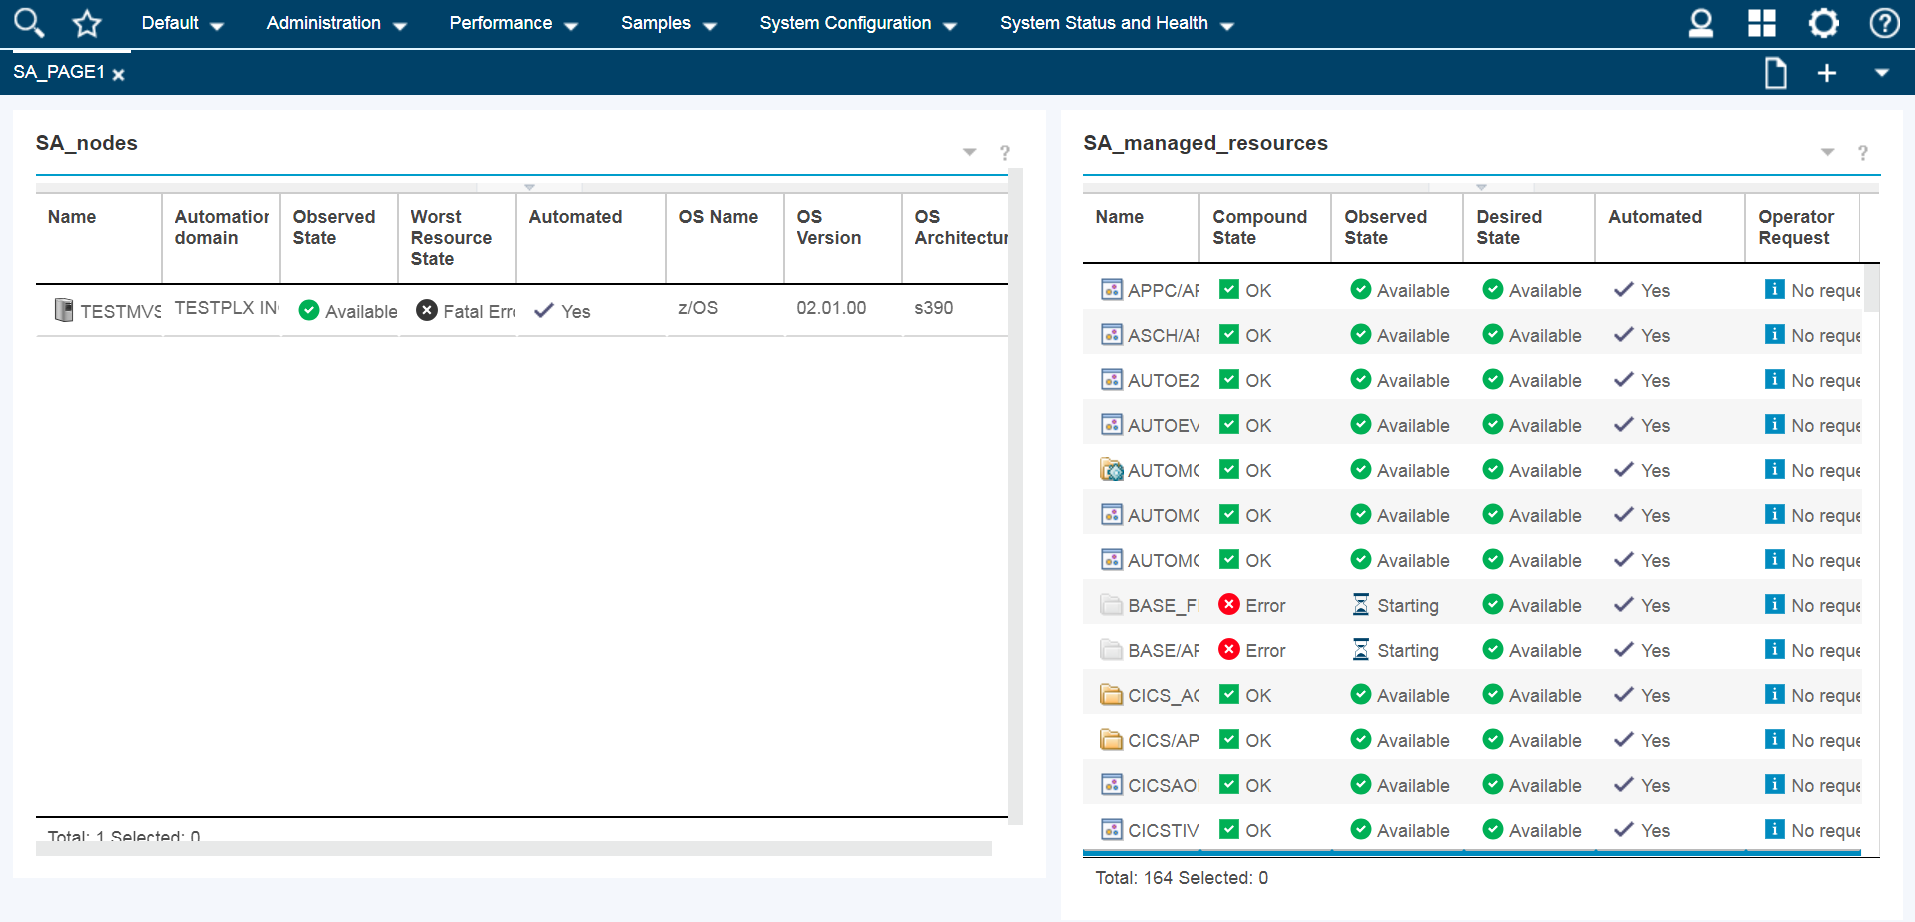 Default Administration Performance Samples System Configuration System Status and Health
SA_PAGE1
SA_nodes
Name Automation domain Observed State Worst Resource State Automated OS Name OS Version OS Architectur
TESTMVS TESTPLX IN Available Fatal Err Yes z/OS 02.01.00 s390
Total: 1 Selected: 0
SA_managed_resources
Name Compound State Observed State Desired State Automated Operator Request
APPC/AP OK Available Available Yes No reque
ASCH/AP OK Available Available Yes No reque
AUTOE2 OK Available Available Yes No reque
AUTOEV OK Available Available Yes No reque
AUTOMO OK Available Available Yes No reque
AUTOMO OK Available Available Yes No reque
AUTOMO OK Available Available Yes No reque
BASE_F Error Starting Available Yes No reque
BASE/AP Error Starting Available Yes No reque
CICS_AO OK Available Available Yes No reque
CICS/AP OK Available Available Yes No reque
CICSAO OK Available Available Yes No reque
CICSTIV OK Available Available Yes No reque
Total: 164 Selected: 0